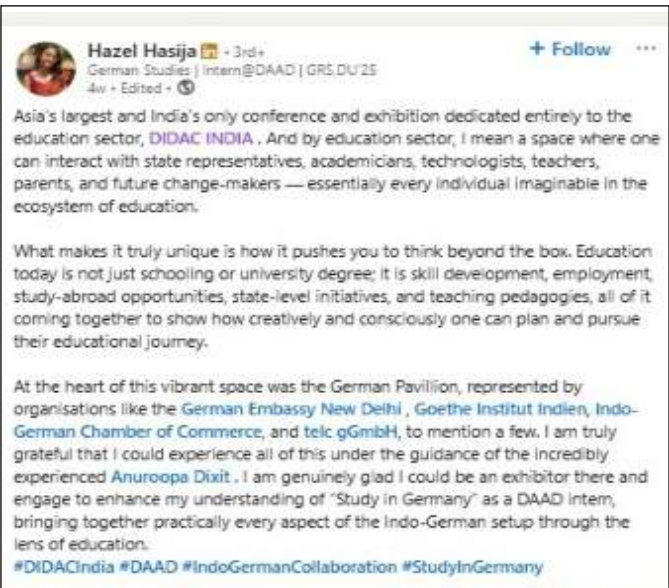 Hazel Hasija • 3rd+
+ Follow ...
German Studies | Intern@DAAD | GRS,DU'25
4w • Edited •
Asia's largest and India's only conference and exhibition dedicated entirely to the
education sector, DIDAC INDIA . And by education sector, I mean a space where one
can interact with state representatives, academicians, technologists, teachers,
parents, and future change-makers — essentially every individual imaginable in the
ecosystem of education.
What makes it truly unique is how it pushes you to think beyond the box. Education
today is not just schooling or university degree; it is skill development, employment,
study-abroad opportunities, state-level initiatives, and teaching pedagogies, all of it
coming together to show how creatively and consciously one can plan and pursue
their educational journey.
At the heart of this vibrant space was the German Pavillion, represented by
organisations like the German Embassy New Delhi , Goethe Institut Indien, Indo-
German Chamber of Commerce, and telc gGmbH, to mention a few. I am truly
grateful that I could experience all of this under the guidance of the incredibly
experienced Anuroopa Dixit . I am genuinely glad I could be an exhibitor there and
engage to enhance my understanding of "Study in Germany" as a DAAD intern,
bringing together practically every aspect of the Indo-German setup through the
lens of education.
#DIDACIndia #DAAD #IndoGermanCollaboration #StudyInGermany